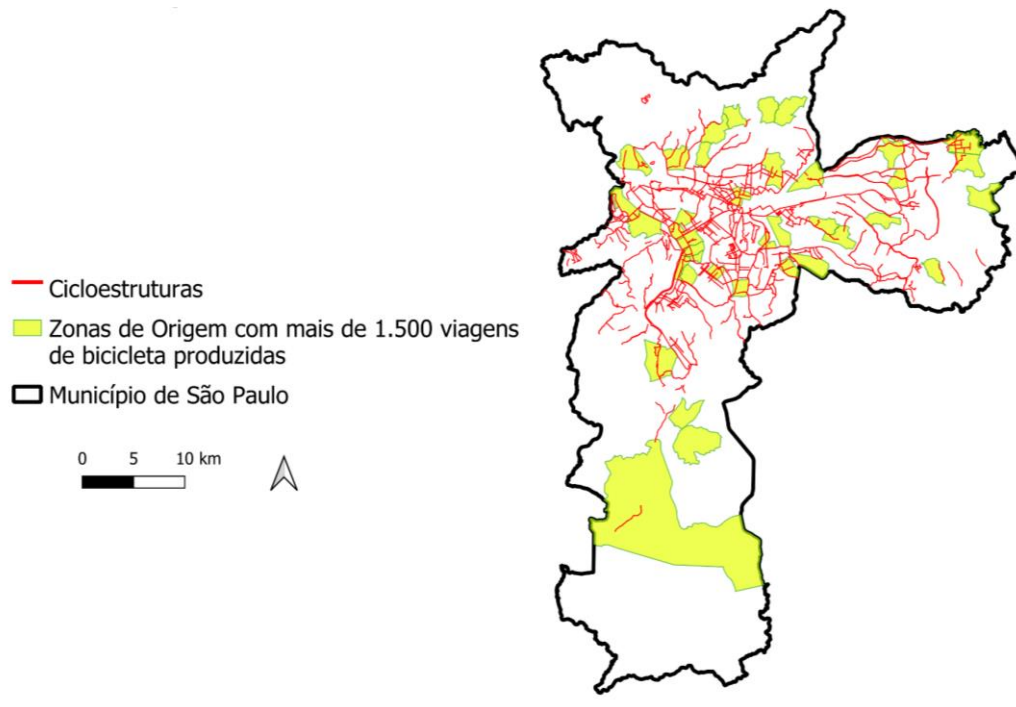 Cicloestruturas
Zonas de Origem com mais de 1.500 viagens
de bicicleta produzidas
Município de São Paulo
0 5 10 km